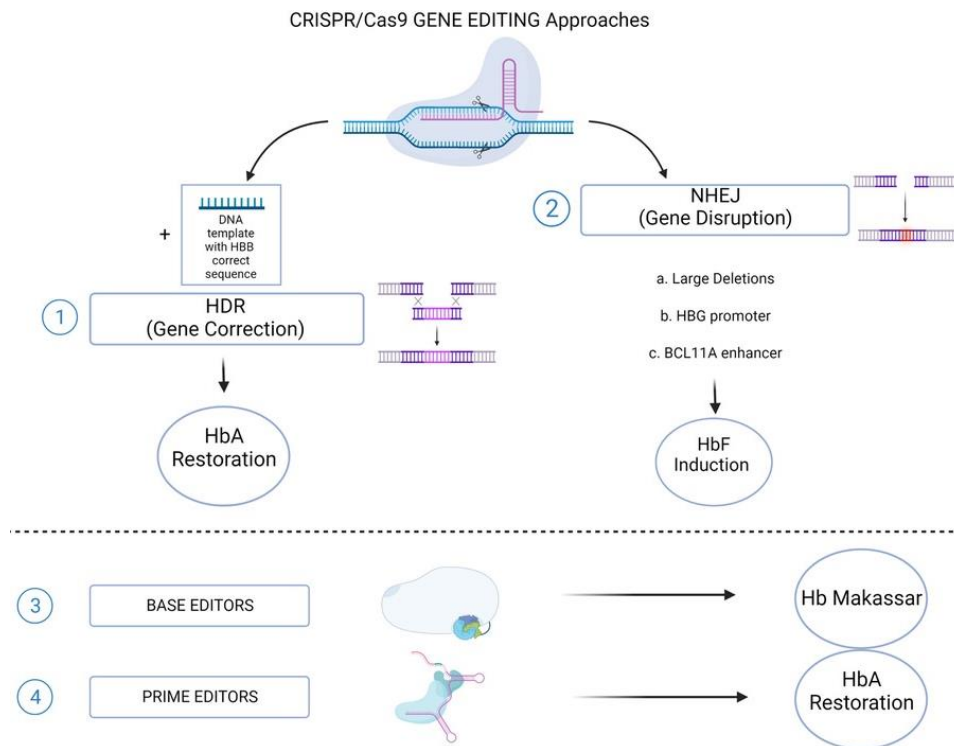 CRISPR/Cas9 GENE EDITING Approaches
+
DNA
template
with HBB
correct
sequence
1
HDR
(Gene Correction)
HbA
Restoration
2
NHEJ
(Gene Disruption)
a. Large Deletions
b. HBG promoter
c. BCL11A enhancer
HbF
Induction
3
BASE EDITORS
Hb Makassar
4
PRIME EDITORS
HbA
Restoration